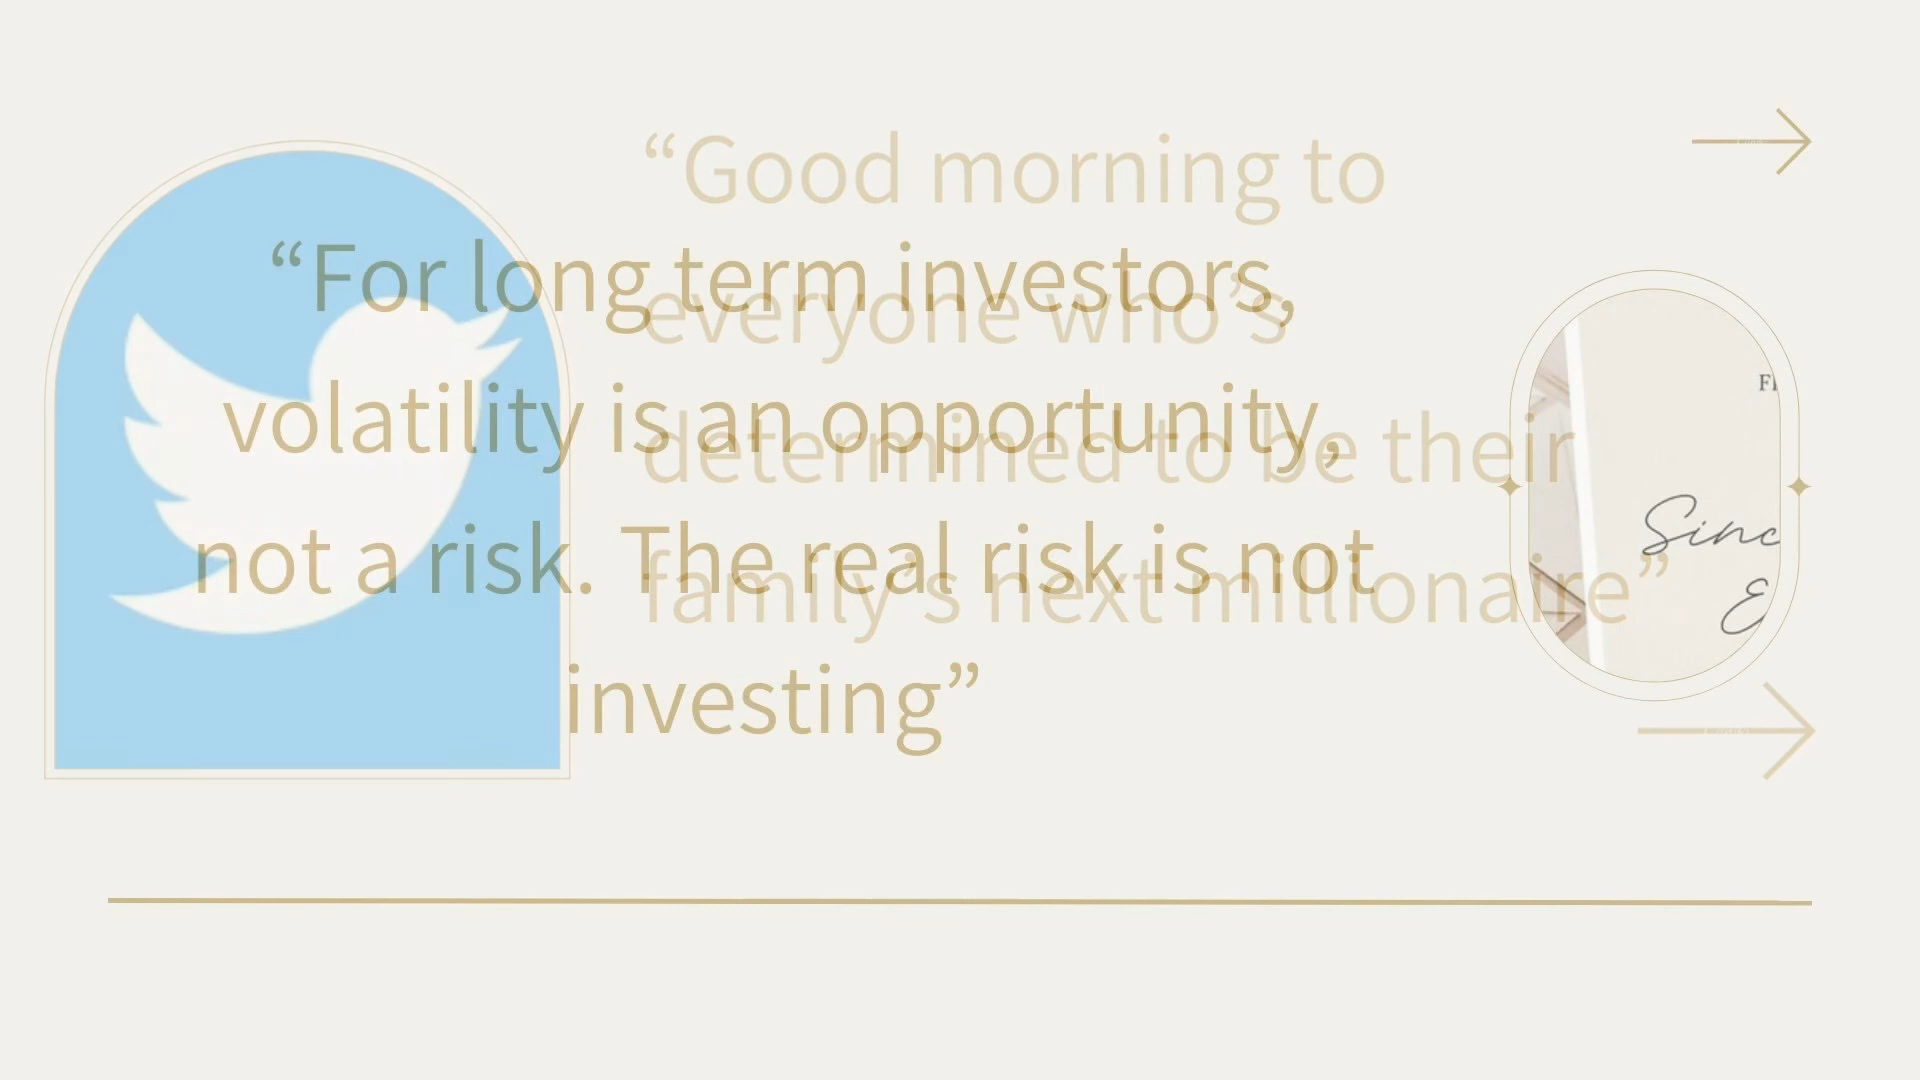 “Good morning to
everyone who’s
determined to be their
family’s next millionaire”
“For long term investors,
volatility is an opportunity,
not a risk. The real risk is not
investing”